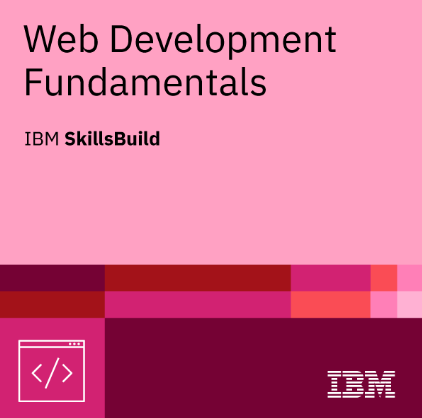 Web Development
Fundamentals
IBM SkillsBuild
</>
IBM